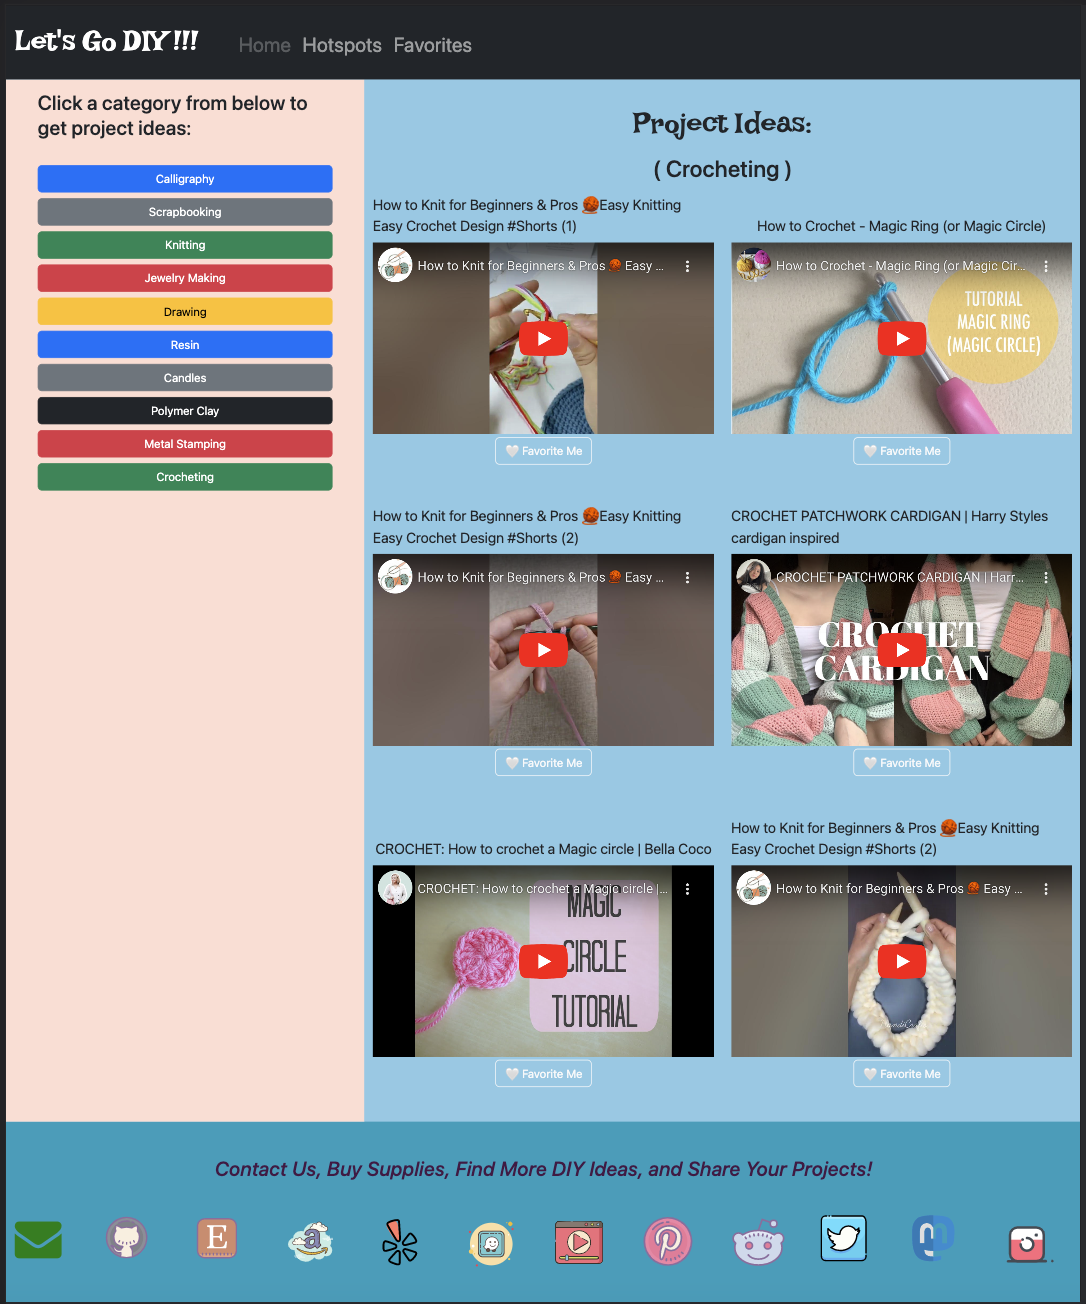 Let's Go DIY!!!
Home Hotspots Favorites
Click a category from below to
get project ideas:
Calligraphy
Scrapbooking
Knitting
Jewelry Making
Drawing
Resin
Candles
Polymer Clay
Metal Stamping
Crocheting
Project Ideas:
( Crocheting )
How to Knit for Beginners & Pros 🧶Easy Knitting
Easy Crochet Design #Shorts (1)
How to Knit for Beginners & Pros 🧶 Easy ...
🤍 Favorite Me
How to Crochet - Magic Ring (or Magic Circle)
How to Crochet - Magic Ring (or Magic Cir...
TUTORIAL
MAGIC RING
(MAGIC CIRCLE)
🤍 Favorite Me
How to Knit for Beginners & Pros 🧶Easy Knitting
Easy Crochet Design #Shorts (2)
How to Knit for Beginners & Pros 🧶 Easy ...
🤍 Favorite Me
CROCHET PATCHWORK CARDIGAN | Harry Styles
cardigan inspired
CROCHET PATCHWORK CARDIGAN | Harr...
CROCHET
CARDIGAN
🤍 Favorite Me
CROCHET: How to crochet a Magic circle | Bella Coco
CROCHET: How to crochet a Magic circle |...
MAGIC
CIRCLE
TUTORIAL
🤍 Favorite Me
How to Knit for Beginners & Pros 🧶Easy Knitting
Easy Crochet Design #Shorts (2)
How to Knit for Beginners & Pros 🧶 Easy ...
🤍 Favorite Me
Contact Us, Buy Supplies, Find More DIY Ideas, and Share Your Projects!
E
a